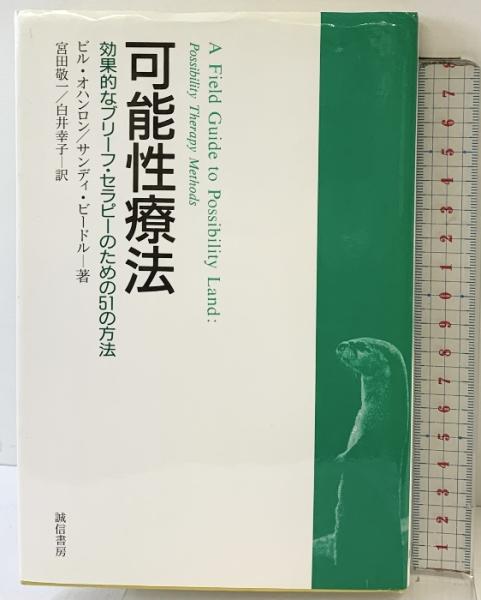 A Field Guide to Possibility Land:
Possibility Therapy Methods
可能性療法
効果的なブリーフ・セラピーのための51の方法
ビル・オハンロン／サンディ・ビードル―著
宮田敬一／白井幸子―訳
誠信書房